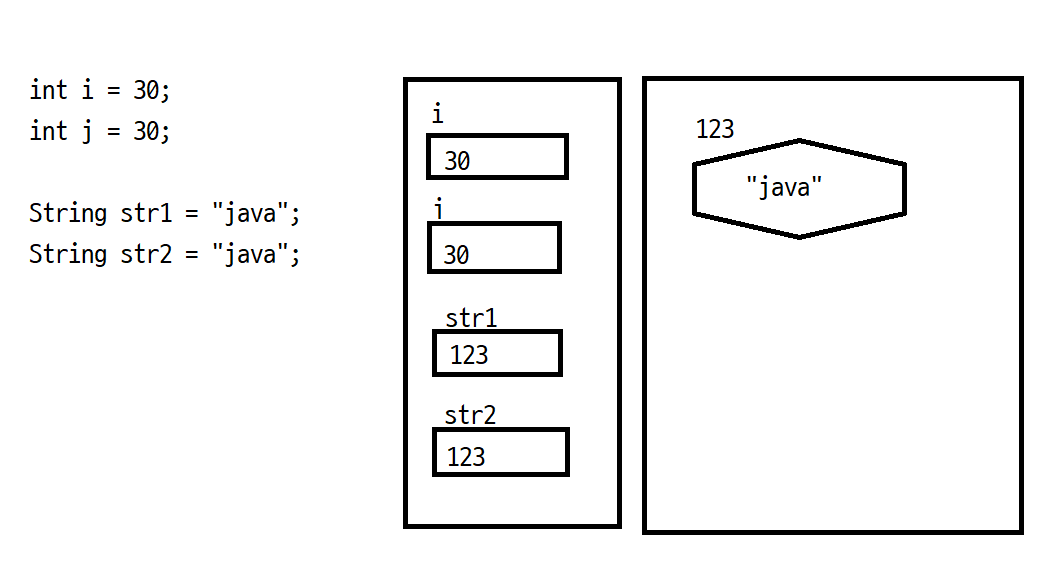 int i = 30;
int j = 30;
String str1 = "java";
String str2 = "java";
i
30
j
30
str1
123
str2
123
123
"java"